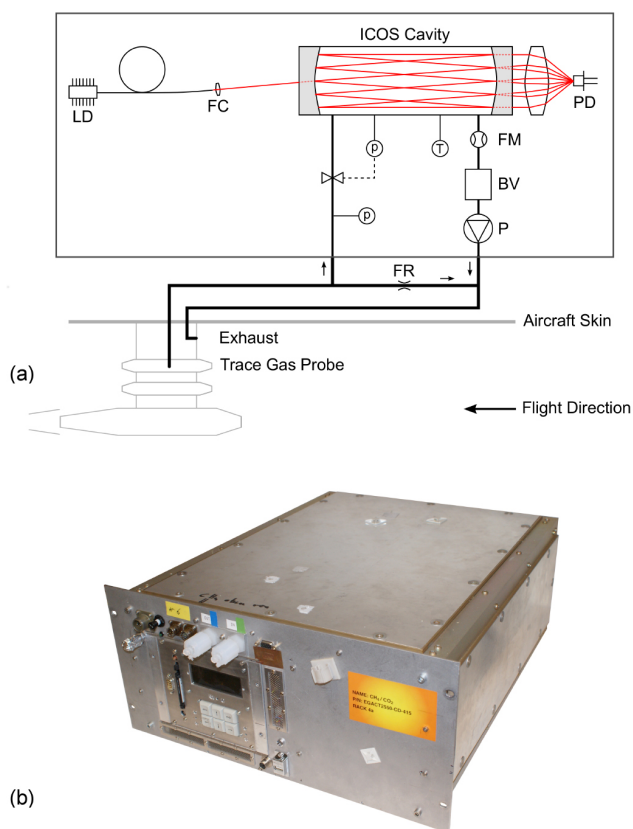 ICOS Cavity
LD
FC
PD
p
T
FM
BV
p
P
FR
Aircraft Skin
Exhaust
Trace Gas Probe
(a)
Flight Direction
NAME: CH₄ / CO₂
RACK 4a
(b)